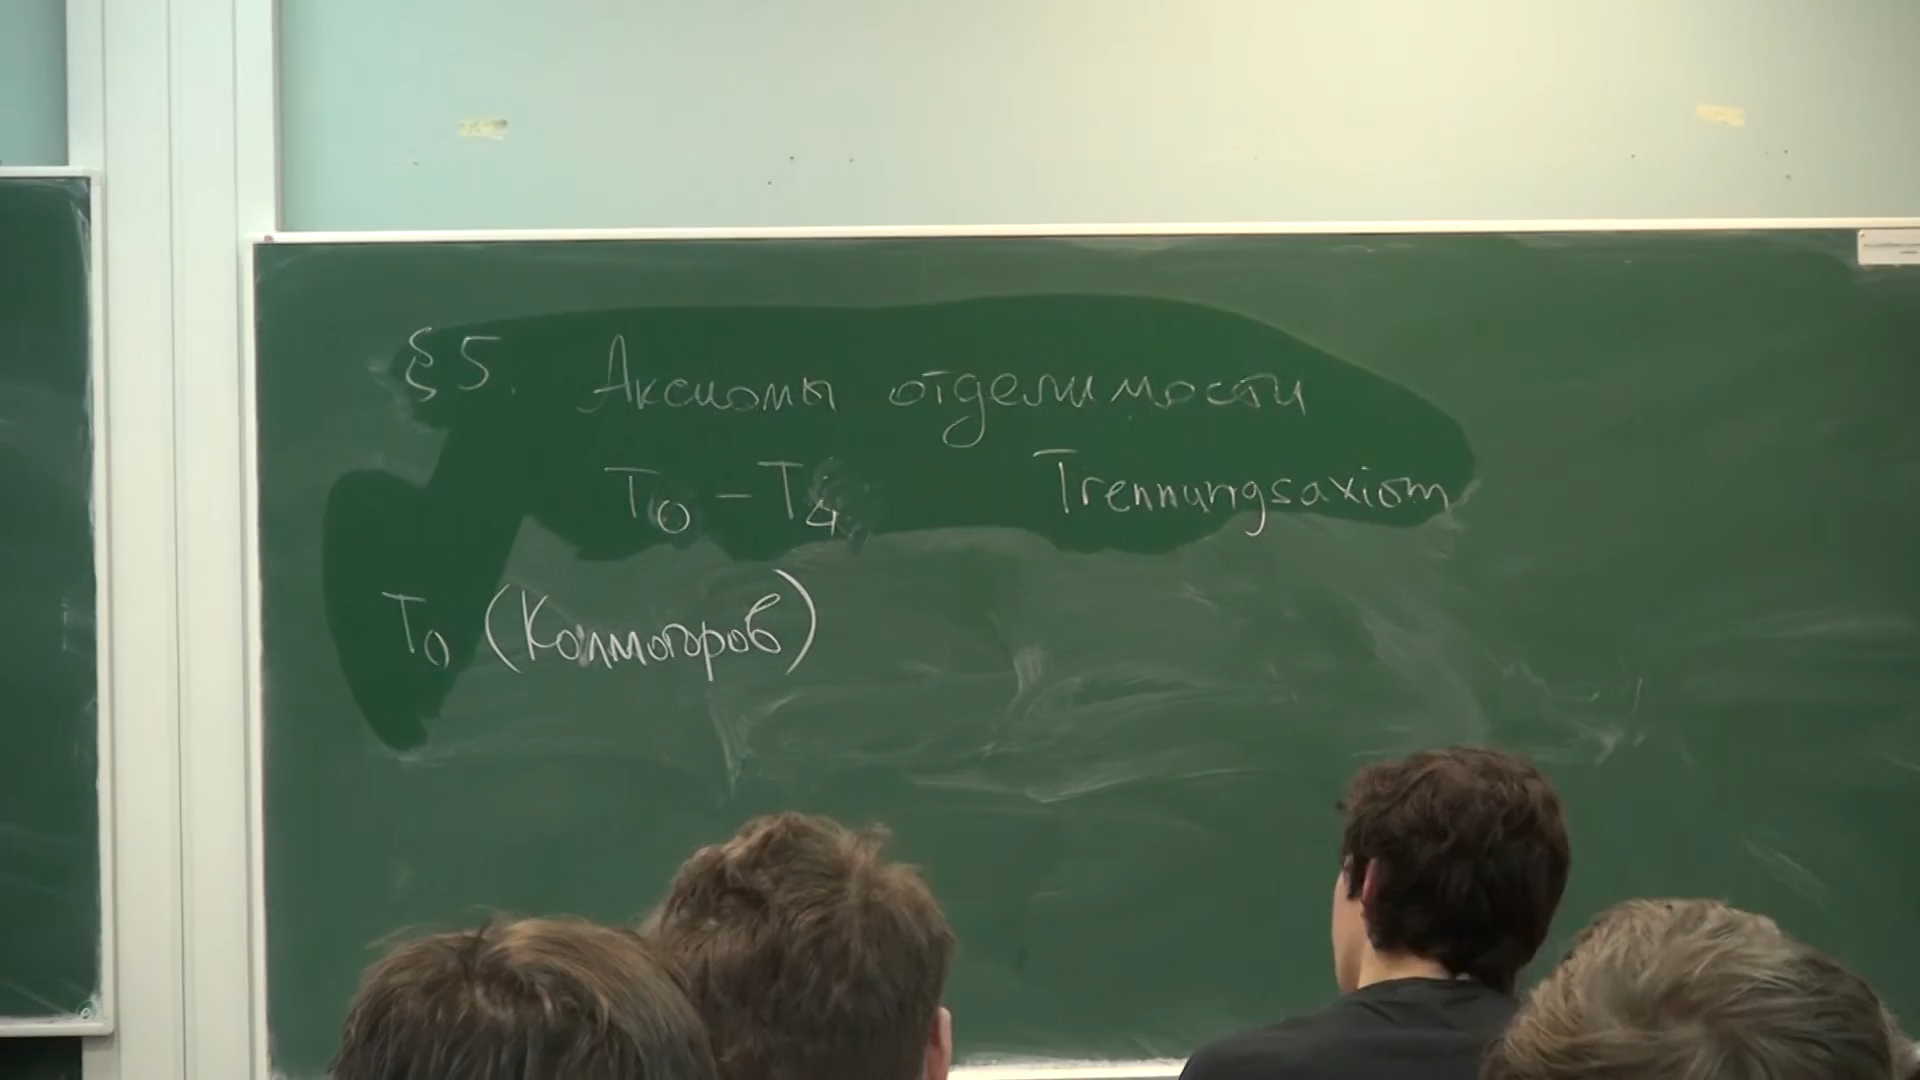 §5. Аксиомы отделимости
T₀ – T₄ Trennungsaxiom
T₀ (Колмогоров)